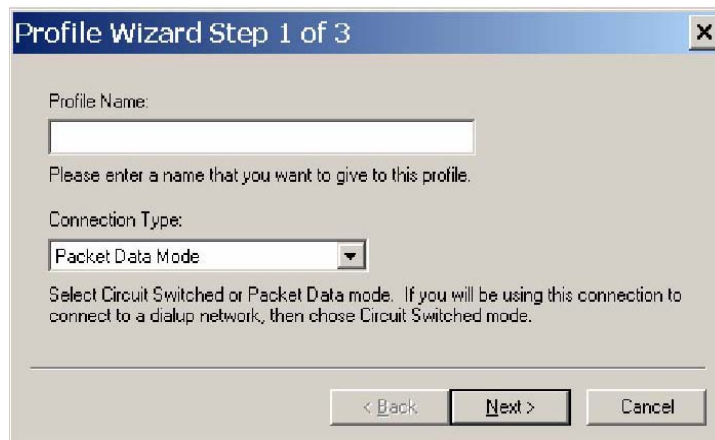 Profile Wizard Step 1 of 3
Profile Name:
Please enter a name that you want to give to this profile.
Connection Type:
Packet Data Mode
Select Circuit Switched or Packet Data mode. If you will be using this connection to
connect to a dialup network, then chose Circuit Switched mode.
< Back Next > Cancel